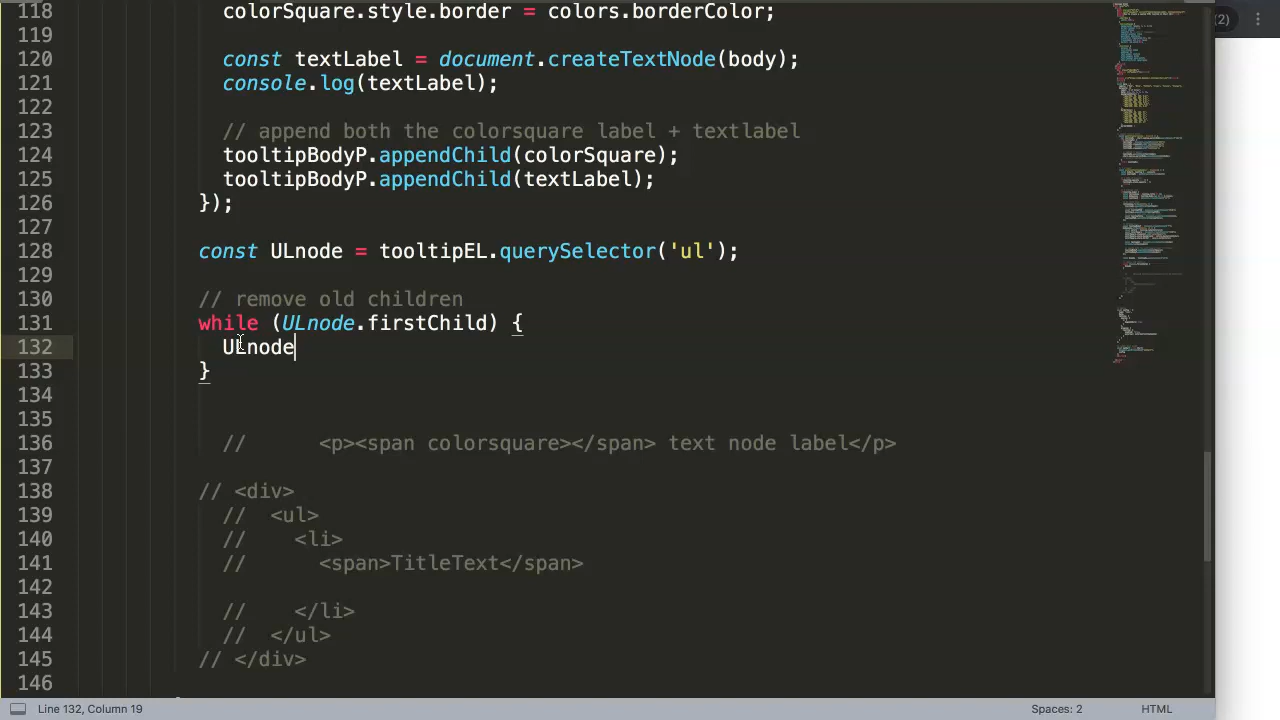 118 colorSquare.style.border = colors.borderColor;
119
120 const textLabel = document.createTextNode(body);
121 console.log(textLabel);
122
123 // append both the colorsquare label + textlabel
124 tooltipBodyP.appendChild(colorSquare);
125 tooltipBodyP.appendChild(textLabel);
126 });
127
128 const ULnode = tooltipEL.querySelector('ul');
129
130 // remove old children
131 while (ULnode.firstChild) {
132 ULnode
133 }
134
135
136 // <p><span colorsquare></span> text node label</p>
137
138 // <div>
139 // <ul>
140 // <li>
141 // <span>TitleText</span>
142
143 // </li>
144 // </ul>
145 // </div>
146
(2)
Line 132, Column 19 Spaces: 2 HTML